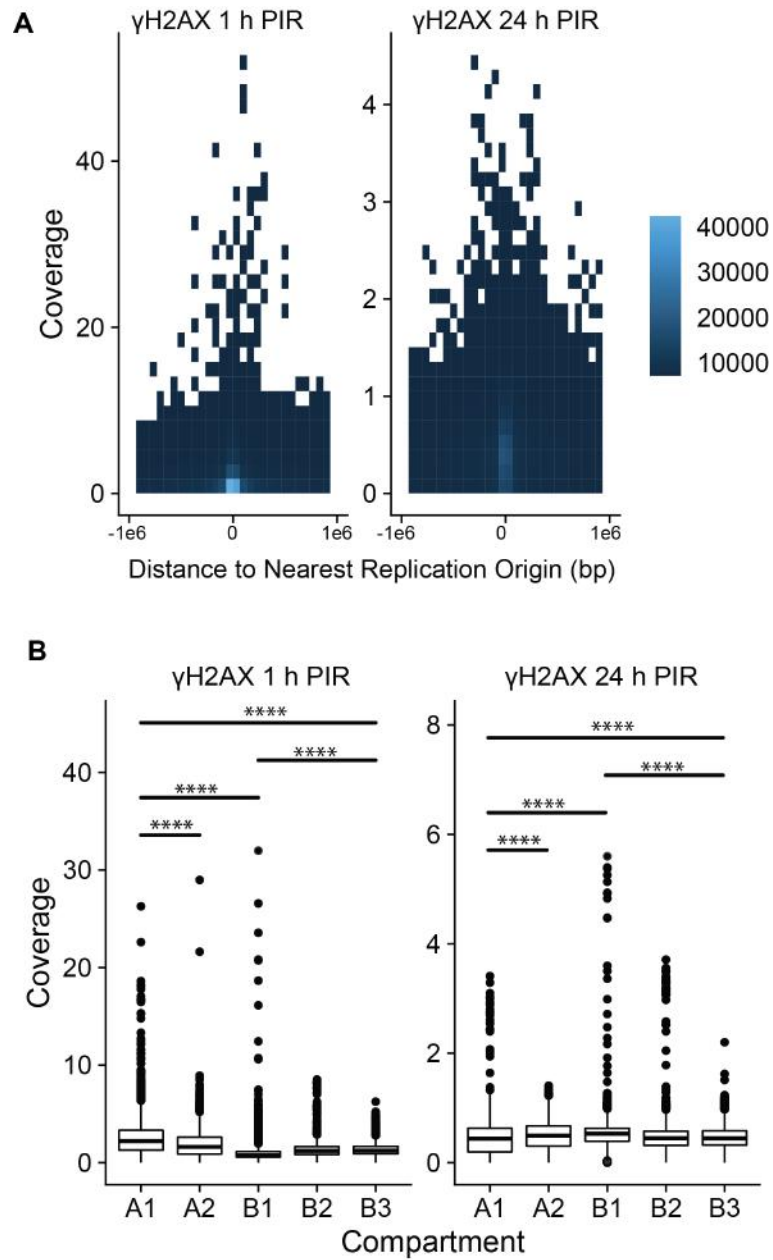 A
γH2AX 1 h PIR
γH2AX 24 h PIR
Coverage
40
20
0
4
3
2
1
0
40000
30000
20000
10000
-1e6
0
1e6
-1e6
0
1e6
Distance to Nearest Replication Origin (bp)
B
γH2AX 1 h PIR
γH2AX 24 h PIR
Coverage
40
30
20
10
0
****
****
****
****
8
6
4
2
0
****
****
****
****
A1 A2 B1 B2 B3
A1 A2 B1 B2 B3
Compartment